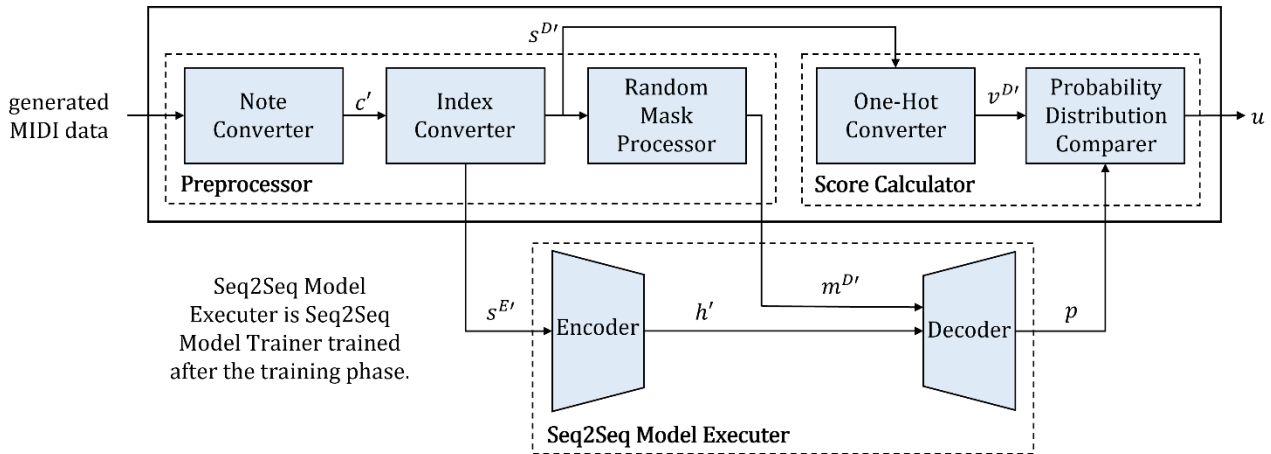 s^{D′}
generated
MIDI data
Note
Converter
c′
Index
Converter
Random
Mask
Processor
One-Hot
Converter
v^{D′}
Probability
Distribution
Comparer
u
Preprocessor
Score Calculator
Seq2Seq Model
Executer is Seq2Seq
Model Trainer trained
after the training phase.
s^{E′}
Encoder
h′
m^{D′}
Decoder
p
Seq2Seq Model Executer